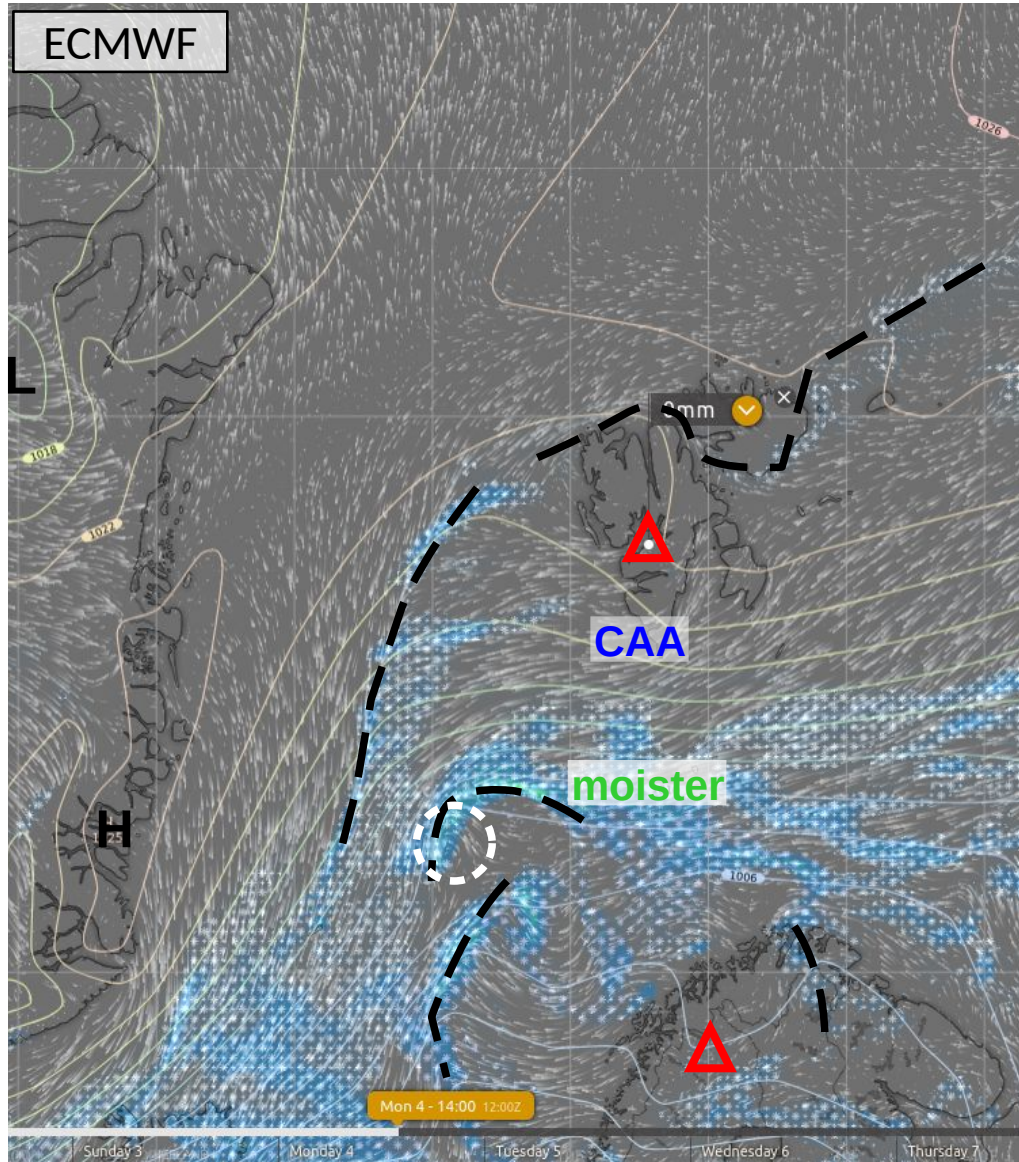 ECMWF
1026
L
0mm
1018
1022
CAA
moister
H
1006
Mon 4 - 14:00 12:00Z
Sunday 3 Monday 4 Tuesday 5 Wednesday 6 Thursday 7